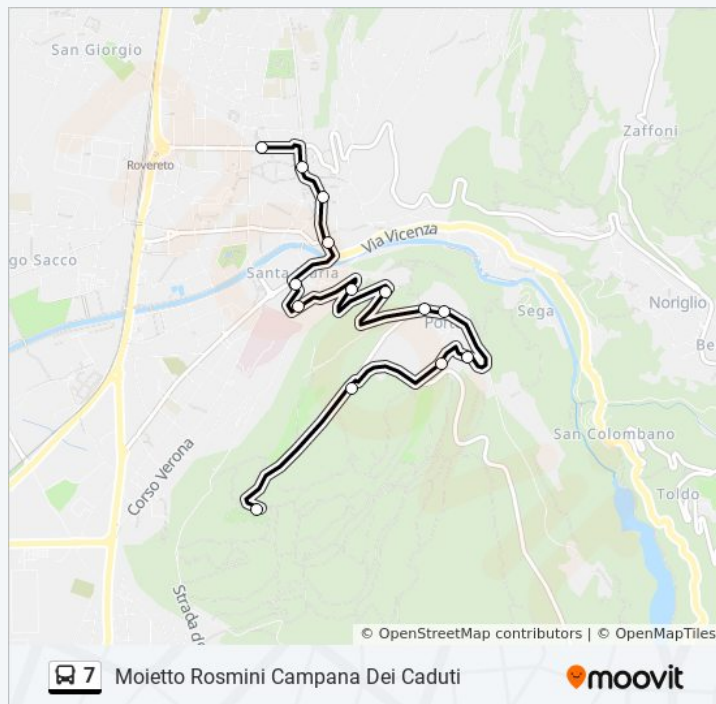 San Giorgio
Zaffoni
Rovereto
Via Vicenza
go Sacco
Santa Maria
Noriglio
Sega
Port
Be
San Colombano
Corso Verona
Toldo
Strada de
© OpenStreetMap contributors | © OpenMapTiles
7 Moietto Rosmini Campana Dei Caduti
moovit